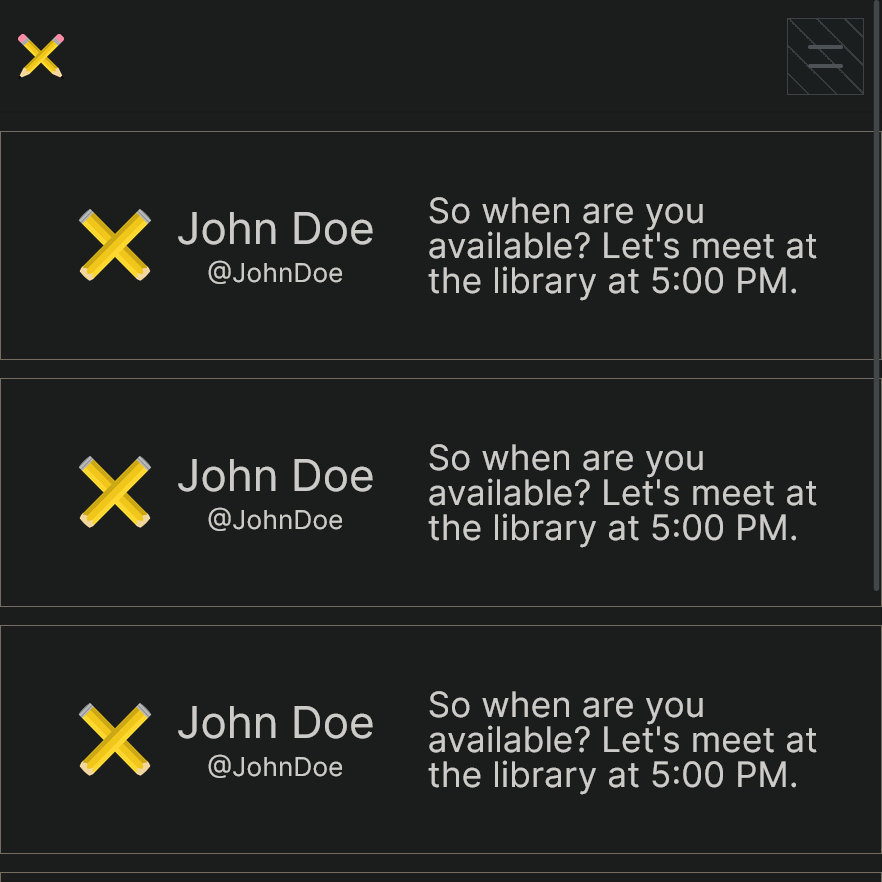 John Doe
@JohnDoe
So when are you
available? Let's meet at
the library at 5:00 PM.
John Doe
@JohnDoe
So when are you
available? Let's meet at
the library at 5:00 PM.
John Doe
@JohnDoe
So when are you
available? Let's meet at
the library at 5:00 PM.